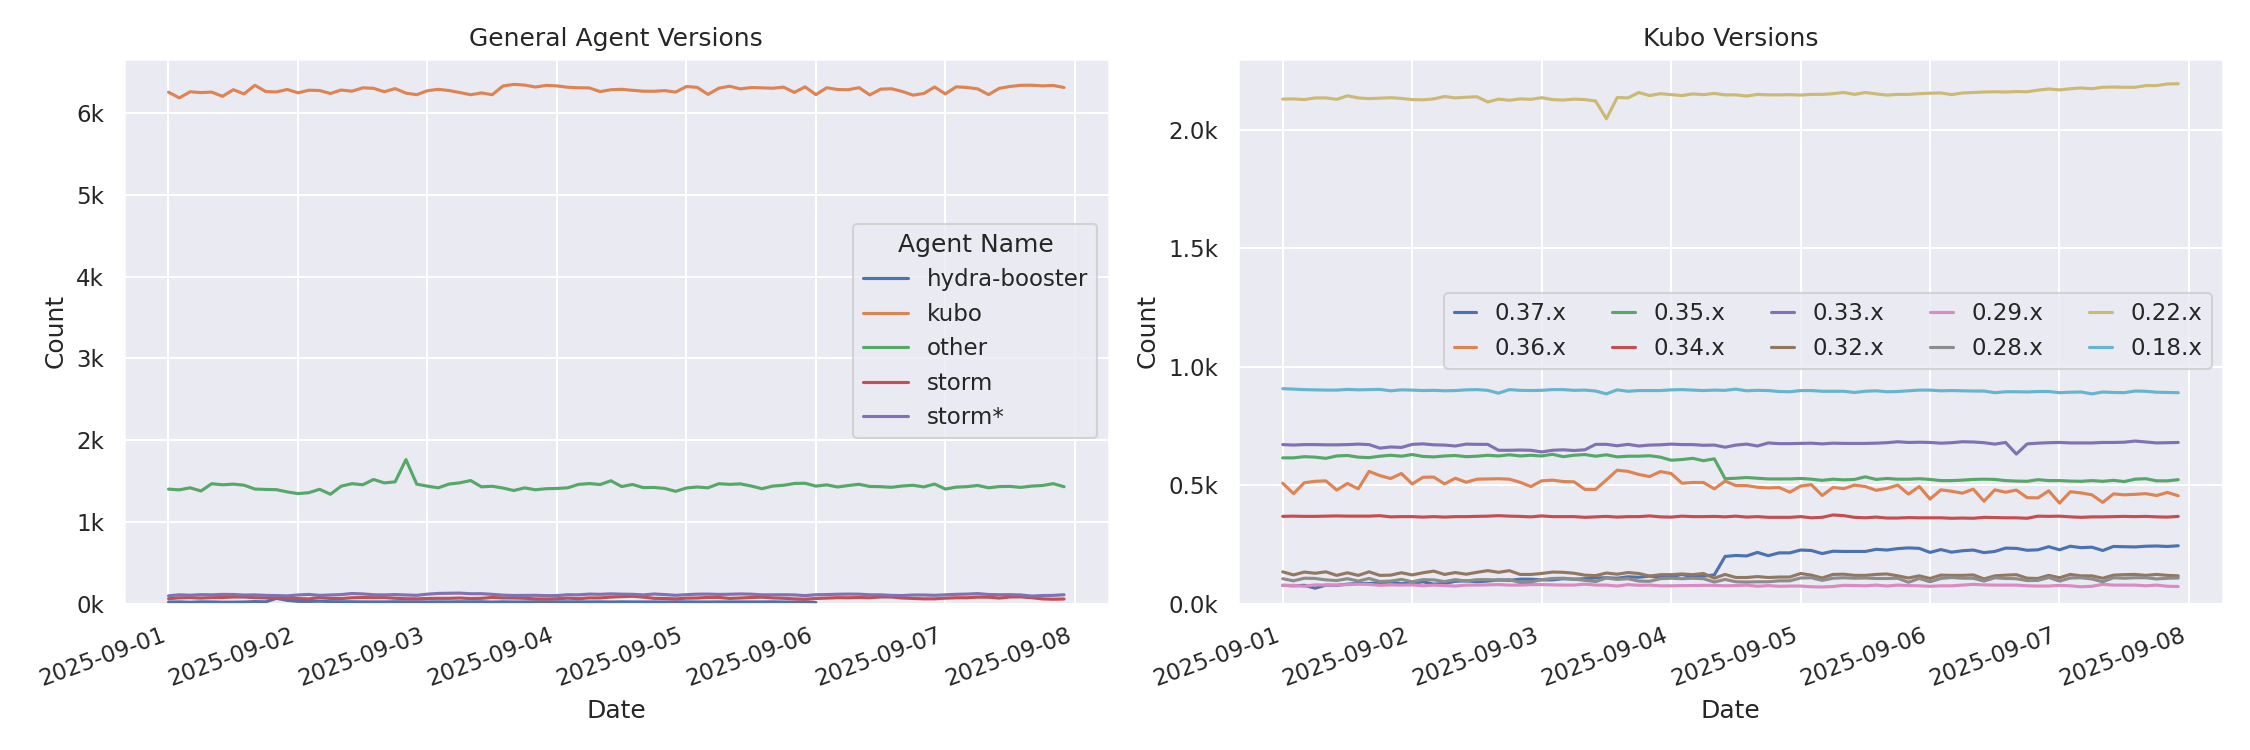 General Agent Versions
6k
5k
4k
3k
2k
1k
0k
Count
Agent Name
hydra-booster
kubo
other
storm
storm*
2025-09-01
2025-09-02
2025-09-03
2025-09-04
2025-09-05
2025-09-06
2025-09-07
2025-09-08
Date
Kubo Versions
2.0k
1.5k
1.0k
0.5k
0.0k
Count
0.37.x 0.35.x 0.33.x 0.29.x 0.22.x
0.36.x 0.34.x 0.32.x 0.28.x 0.18.x
2025-09-01
2025-09-02
2025-09-03
2025-09-04
2025-09-05
2025-09-06
2025-09-07
2025-09-08
Date